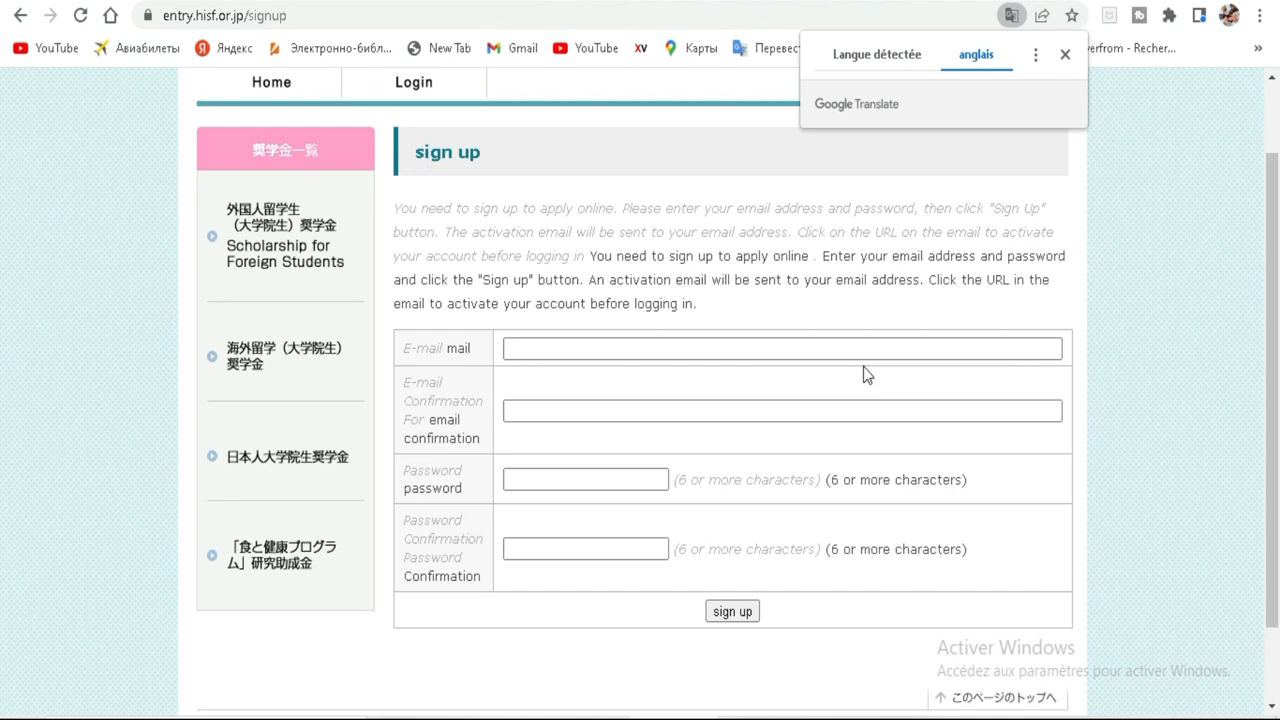 entry.hisf.or.jp/signup
YouTube Авиабилеты Яндекс Электронно-библ... New Tab Gmail YouTube XV Карты Перевес
erfrom - Recher... »
Langue détectée anglais
Google Translate
Home Login
奨学金一覧
外国人留学生
（大学院生）奨学金
Scholarship for
Foreign Students
海外留学（大学院生）
奨学金
日本人大学院生奨学金
「食と健康プログラ
ム」研究助成金
sign up
You need to sign up to apply online. Please enter your email address and password, then click "Sign Up"
button. The activation email will be sent to your email address. Click on the URL on the email to activate
your account before logging in You need to sign up to apply online . Enter your email address and password
and click the "Sign up" button. An activation email will be sent to your email address. Click the URL in the
email to activate your account before logging in.
E-mail mail
E-mail
Confirmation
For email
confirmation
Password
password
(6 or more characters) (6 or more characters)
Password
Confirmation
Password
Confirmation
(6 or more characters) (6 or more characters)
sign up
Activer Windows
Accédez aux paramètres pour activer Windows.
このページのトップへ